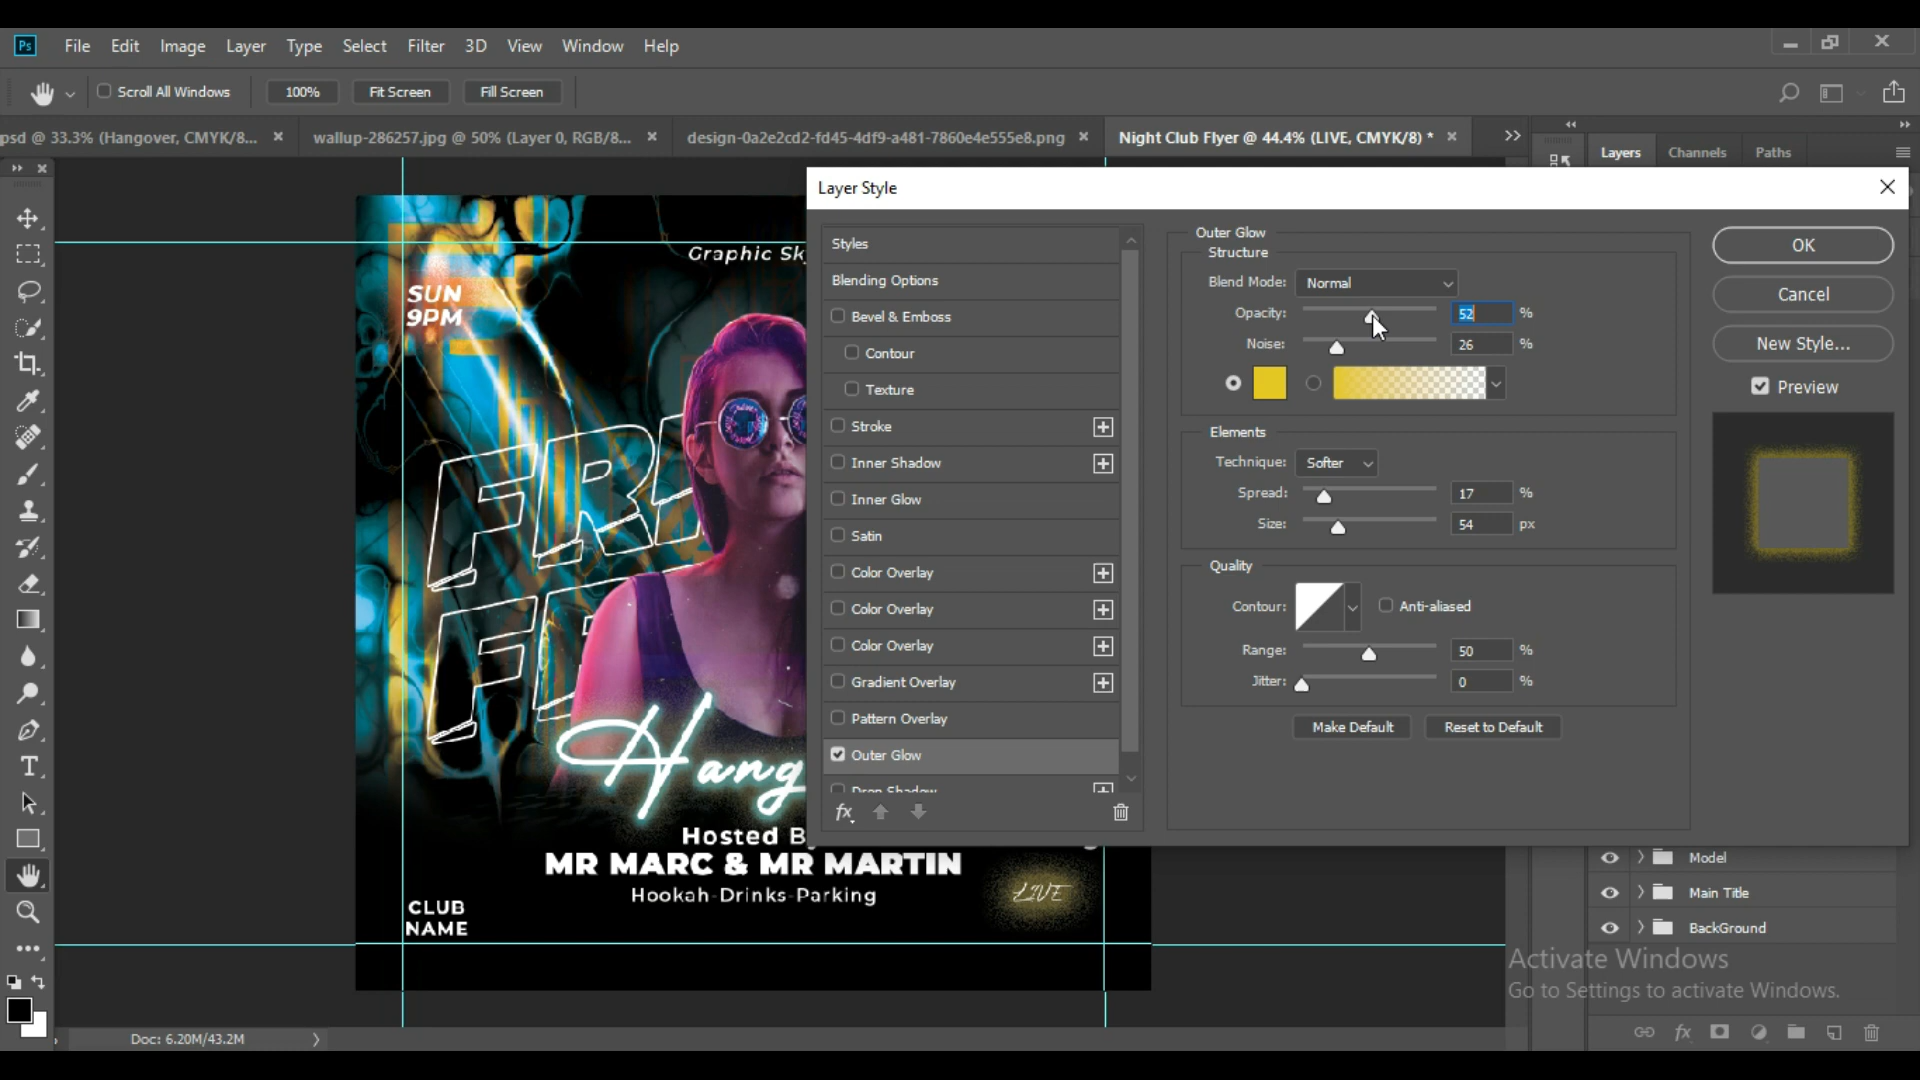 Ps File Edit Image Layer Type Select Filter 3D View Window Help
Scroll All Windows 100% Fit Screen Fill Screen
psd @ 33.3% (Hangover, CMYK/8... × wallup-286257.jpg @ 50% (Layer 0, RGB/8... × design-0a2e2cd2-fd45-4df9-a481-7860e4e555e8.png × Night Club Flyer @ 44.4% (LIVE, CMYK/8) * ×
Layers Channels Paths
Layer Style
Styles
Blending Options
Bevel & Emboss
Contour
Texture
Stroke
Inner Shadow
Inner Glow
Satin
Color Overlay
Color Overlay
Color Overlay
Gradient Overlay
Pattern Overlay
Outer Glow
Drop Shadow
fx
Outer Glow
Structure
Blend Mode: Normal
Opacity: 52 %
Noise: 26 %
Elements
Technique: Softer
Spread: 17 %
Size: 54 px
Quality
Contour: Anti-aliased
Range: 50 %
Jitter: 0 %
Make Default Reset to Default
OK
Cancel
New Style...
Preview
Graphic Sk
SUN
9PM
FRE
Hang
Hosted B
MR MARC & MR MARTIN
Hookah-Drinks-Parking
LIVE
CLUB
NAME
Model
Main Title
BackGround
Activate Windows
Go to Settings to activate Windows.
Doc: 6.20M/43.2M
fx